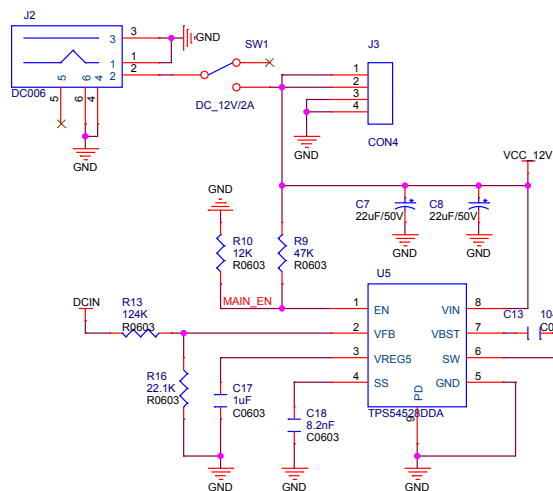 J2
3
3
GND
1
1
2
2
5
6
4
DC006
5
6
4
GND
SW1
DC_12V/2A
J3
1
2
3
4
GND
CON4
VCC_12V
GND
C7
22uF/50V
C8
22uF/50V
GND
GND
R10
12K
R0603
R9
47K
R0603
MAIN_EN
U5
1
EN
VIN
8
2
VFB
VBST
7
3
VREG5
SW
6
4
SS
GND
5
PD
9
TPS54528DDA
C13
DCIN
R13
124K
R0603
R16
22.1K
R0603
C17
1uF
C0603
C18
8.2nF
C0603
GND
GND
GND